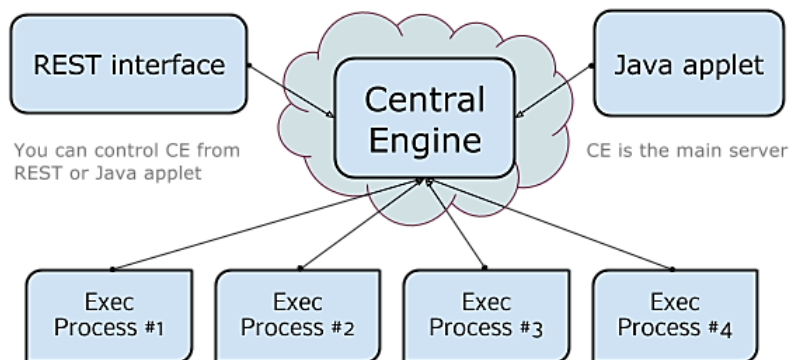 REST interface
Central
Engine
Java applet
You can control CE from
REST or Java applet
CE is the main server
Exec
Process #1
Exec
Process #2
Exec
Process #3
Exec
Process #4